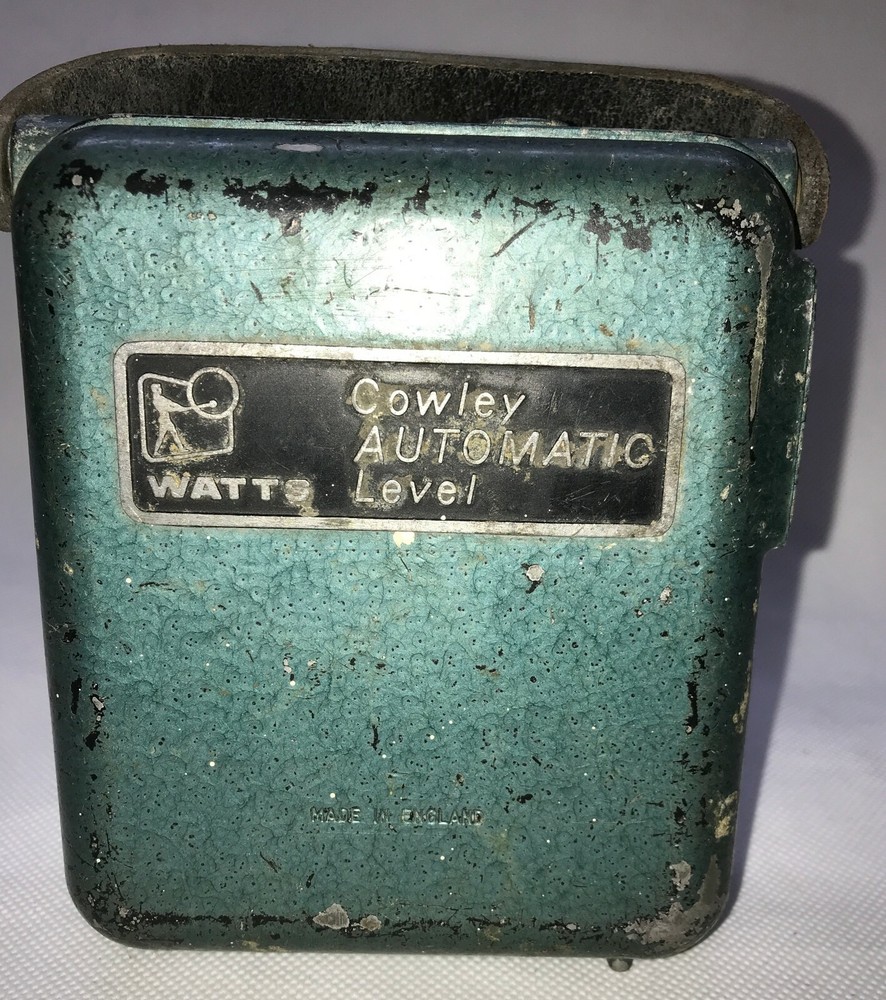 Cowley
AUTOMATIC
WATTS Level
MADE IN ENGLAND